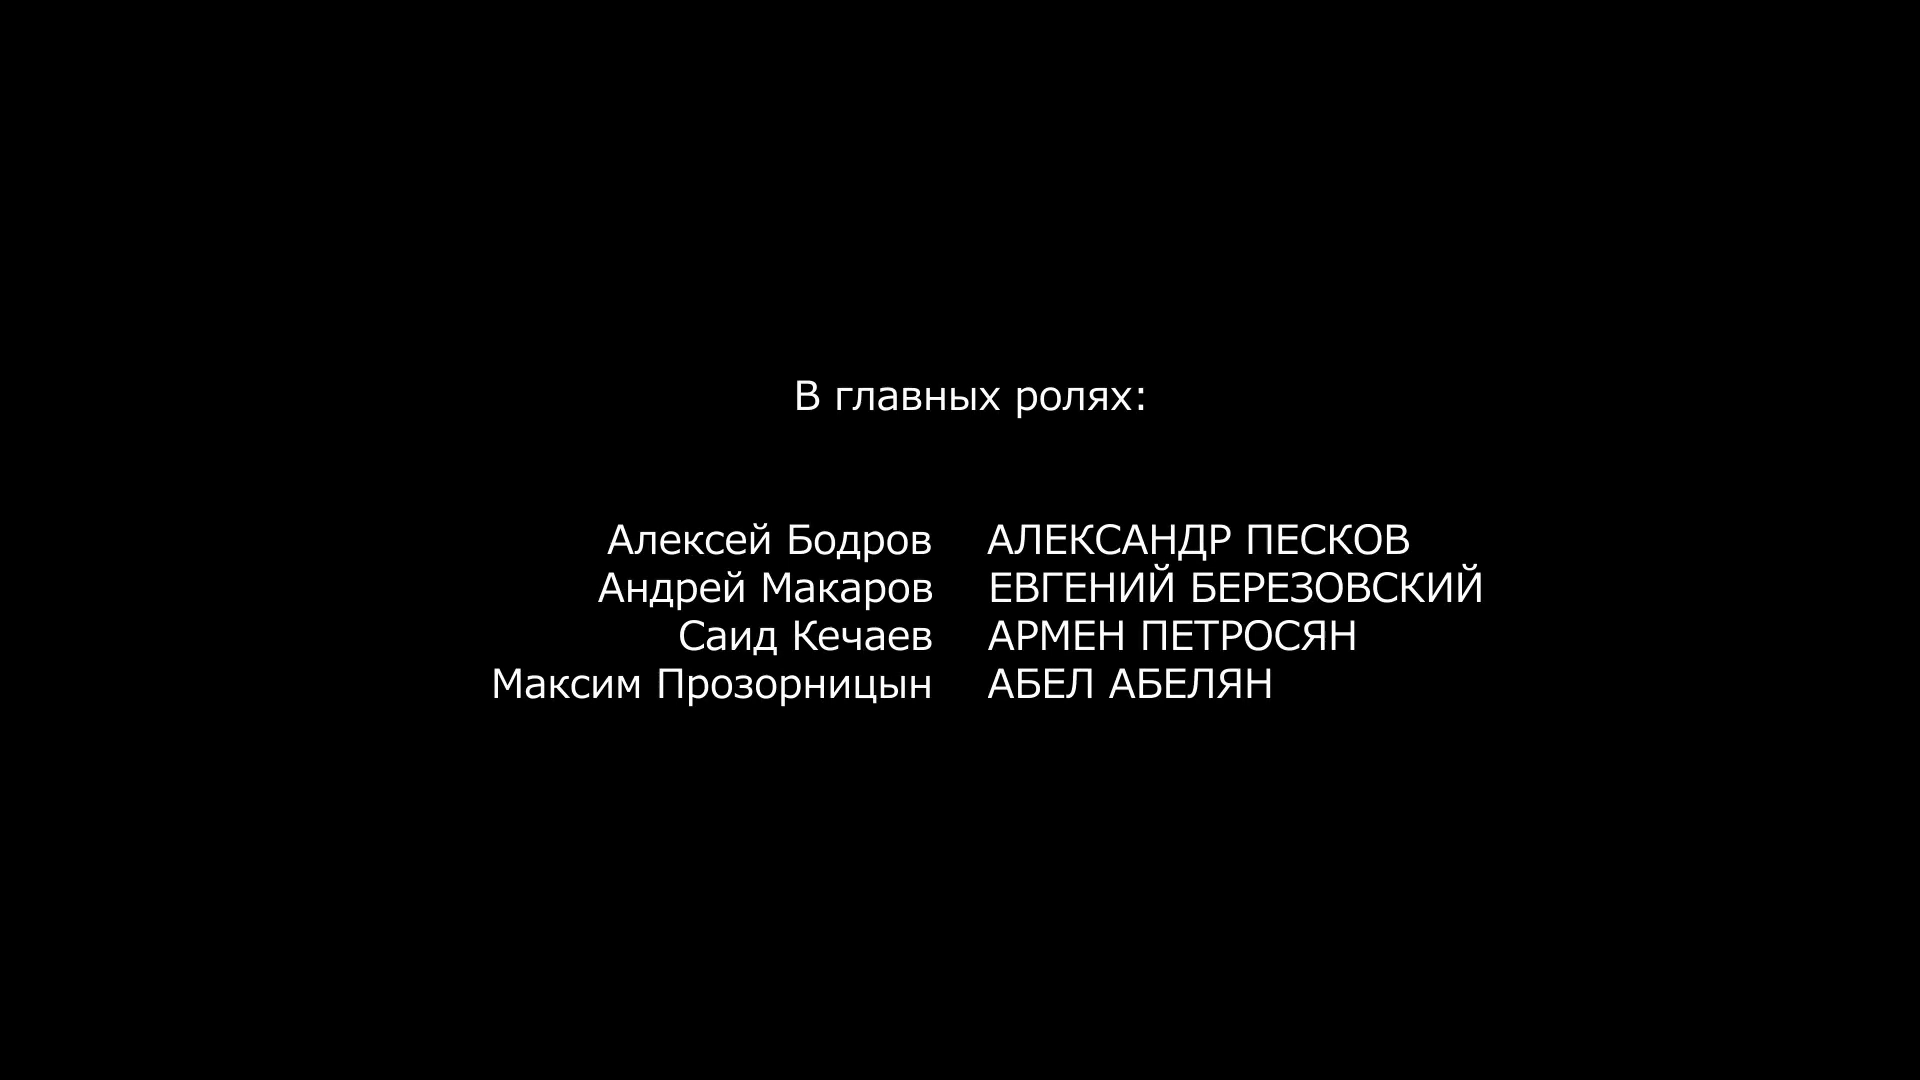 В главных ролях:
Алексей Бодров АЛЕКСАНДР ПЕСКОВ
Андрей Макаров ЕВГЕНИЙ БЕРЕЗОВСКИЙ
Саид Кечаев АРМЕН ПЕТРОСЯН
Максим Прозорницын АБЕЛ АБЕЛЯН